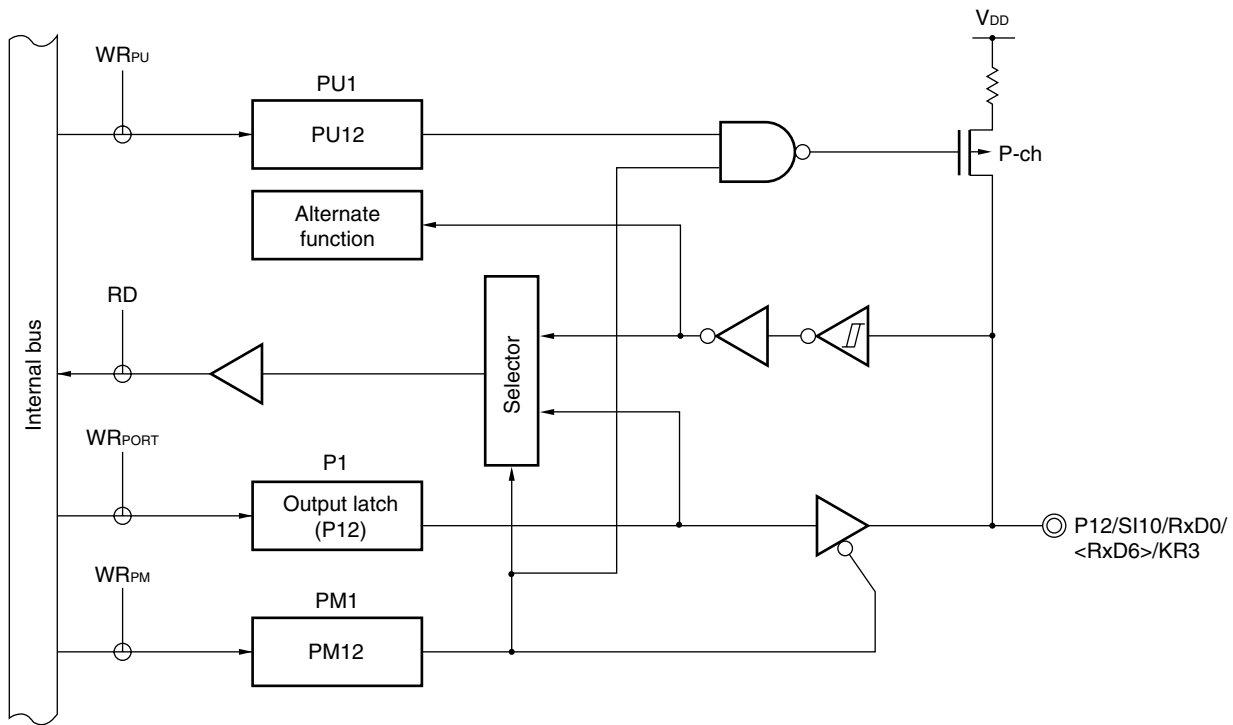 VDD
WRPU
PU1
PU12
P-ch
Alternate
function
RD
Internal bus
Selector
WRPORT
P1
Output latch
(P12)
P12/SI10/RxD0/
<RxD6>/KR3
WRPM
PM1
PM12